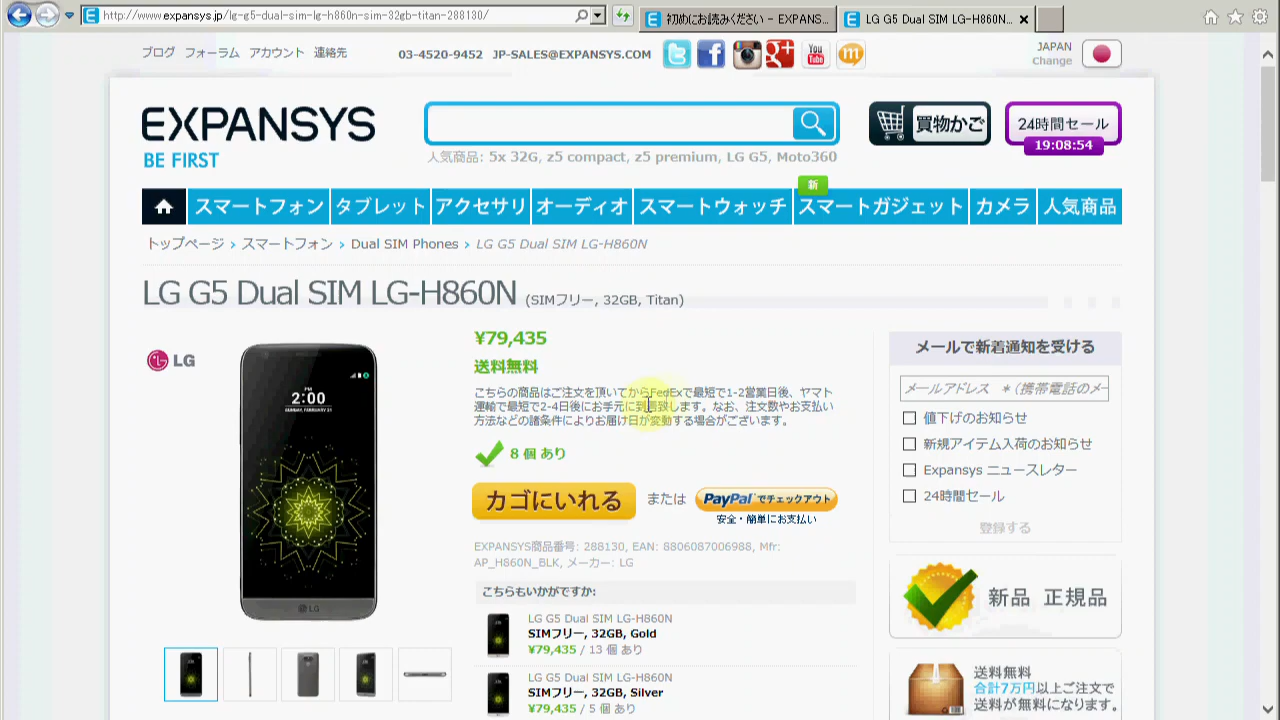 http://www.expansys.jp/lg-g5-dual-sim-lg-h860n-sim-32gb-titan-288130/
初めにお読みください - EXPANS...
LG G5 Dual SIM LG-H860N...
ブログ フォーラム アカウント 連絡先
03-4520-9452 JP-SALES@EXPANSYS.COM
You Tube
JAPAN
Change
EXPANSYS
BE FIRST
買物かご
24時間セール
19:08:54
人気商品: 5x 32G, z5 compact, z5 premium, LG G5, Moto360
新
スマートフォン タブレット アクセサリ オーディオ スマートウォッチ スマートガジェット カメラ 人気商品
トップページ › スマートフォン › Dual SIM Phones › LG G5 Dual SIM LG-H860N
LG G5 Dual SIM LG-H860N (SIMフリー, 32GB, Titan)
LG
2:00
LG
¥79,435
送料無料
こちらの商品はご注文を頂いてからFedExで最短で1-2営業日後、ヤマト
運輸で最短で2-4日後にお手元に到着致します。なお、注文数やお支払い
方法などの諸条件によりお届け日が変動する場合がございます。
8 個 あり
カゴにいれる または PayPal でチェックアウト
安全・簡単にお支払い
EXPANSYS商品番号: 288130, EAN: 8806087006988, Mfr:
AP_H860N_BLK, メーカー: LG
こちらもいかがですか:
LG G5 Dual SIM LG-H860N
SIMフリー, 32GB, Gold
¥79,435 / 13 個 あり
LG G5 Dual SIM LG-H860N
SIMフリー, 32GB, Silver
¥79,435 / 5 個 あり
メールで新着通知を受ける
メールアドレス *(携帯電話のメー
値下げのお知らせ
新規アイテム入荷のお知らせ
Expansys ニュースレター
24時間セール
登録する
新品 正規品
送料無料
合計7万円以上ご注文で
送料が無料になります。